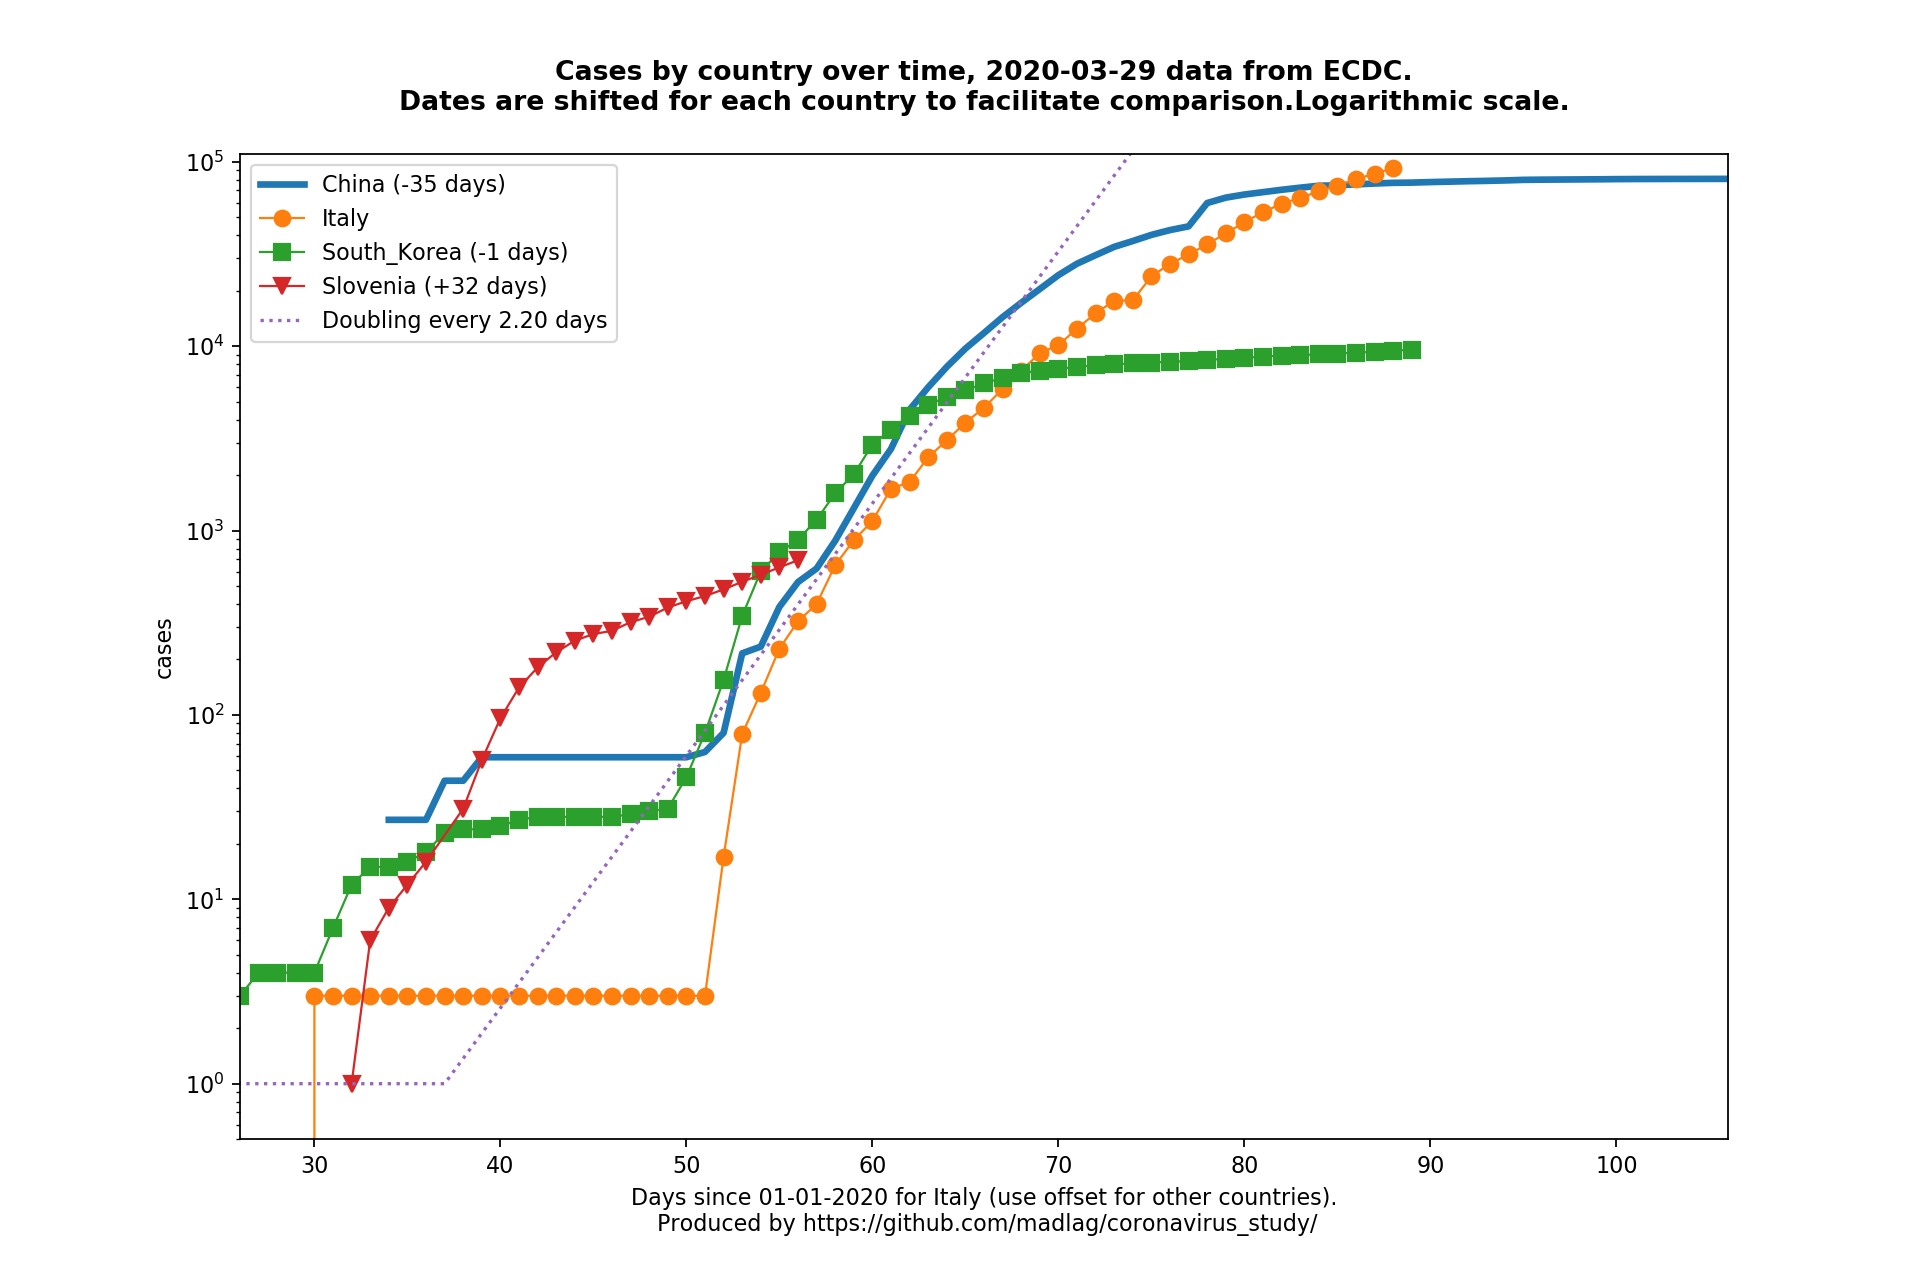 Cases by country over time, 2020-03-29 data from ECDC.
Dates are shifted for each country to facilitate comparison.Logarithmic scale.
10^5
10^4
10^3
10^2
10^1
10^0
cases
China (-35 days)
Italy
South_Korea (-1 days)
Slovenia (+32 days)
Doubling every 2.20 days
30 40 50 60 70 80 90 100
Days since 01-01-2020 for Italy (use offset for other countries).
Produced by https://github.com/madlag/coronavirus_study/